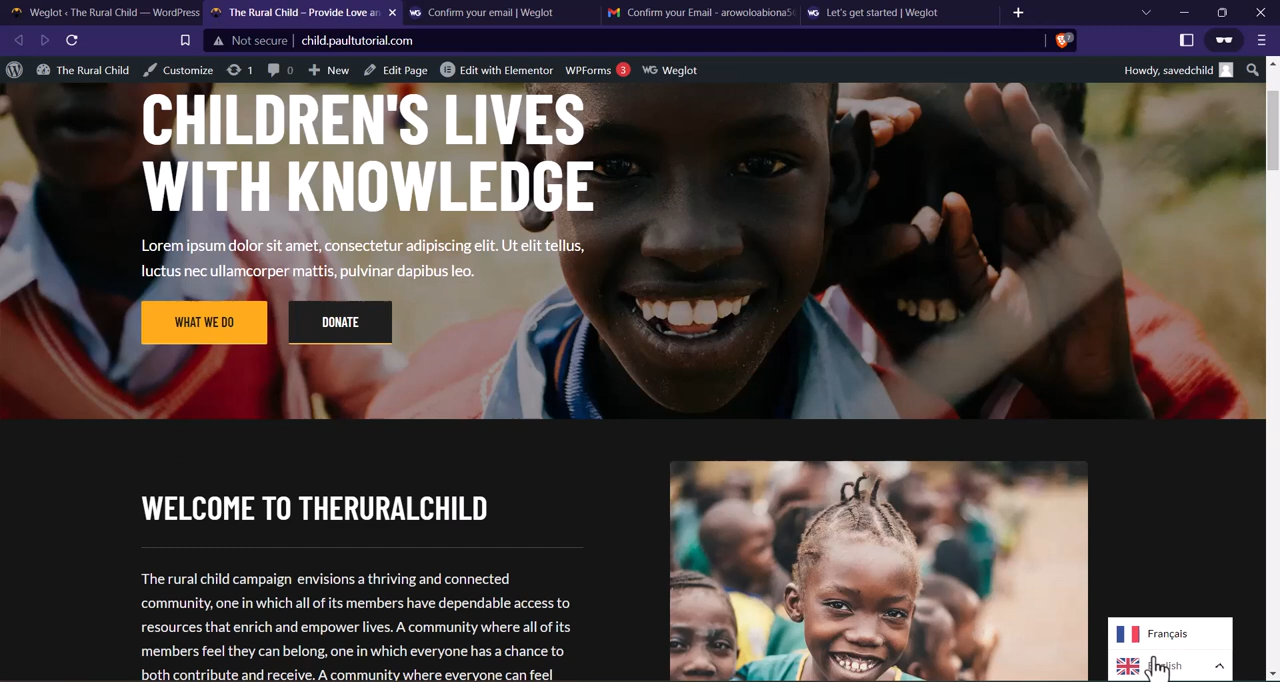 Weglot ‹ The Rural Child — WordPress
The Rural Child – Provide Love an
WG Confirm your email | Weglot
Confirm your Email - arowoloabiona5
WG Let's get started | Weglot
Not secure | child.paultutorial.com
7
The Rural Child
Customize
1
0
New
Edit Page
Edit with Elementor
WPForms 3
WG Weglot
Howdy, savedchild
CHILDREN'S LIVES
WITH KNOWLEDGE
Lorem ipsum dolor sit amet, consectetur adipiscing elit. Ut elit tellus,
luctus nec ullamcorper mattis, pulvinar dapibus leo.
WHAT WE DO
DONATE
WELCOME TO THERURALCHILD
The rural child campaign envisions a thriving and connected
community, one in which all of its members have dependable access to
resources that enrich and empower lives. A community where all of its
members feel they can belong, one in which everyone has a chance to
both contribute and receive. A community where everyone can feel
Français
English